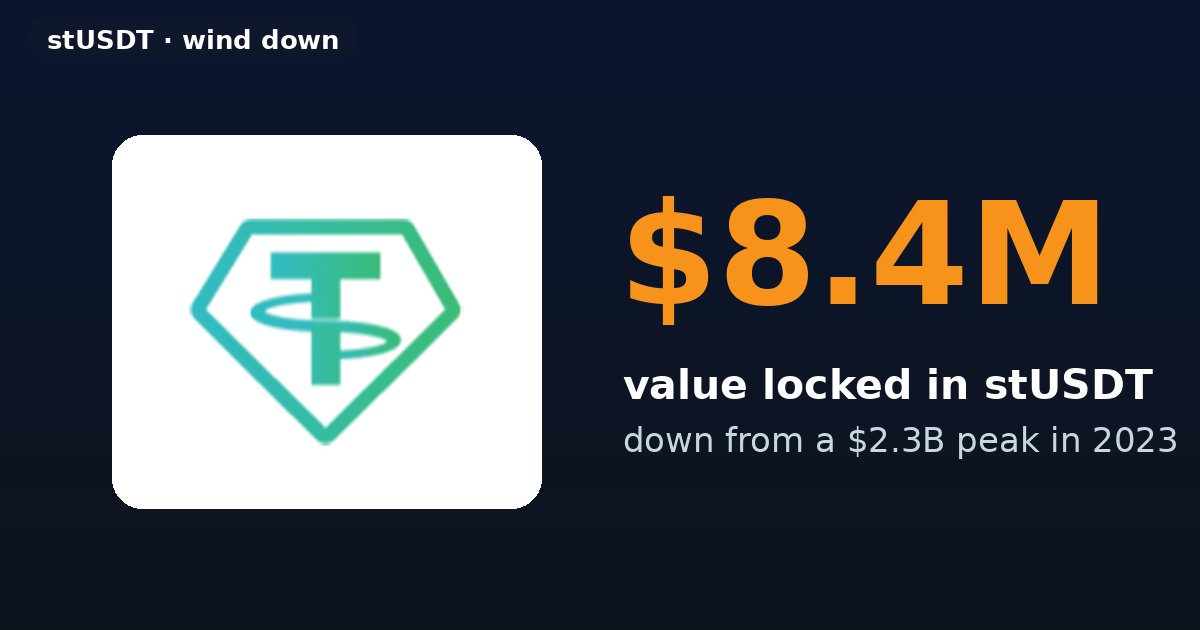 stUSDT · wind down
$8.4M
value locked in stUSDT
down from a $2.3B peak in 2023